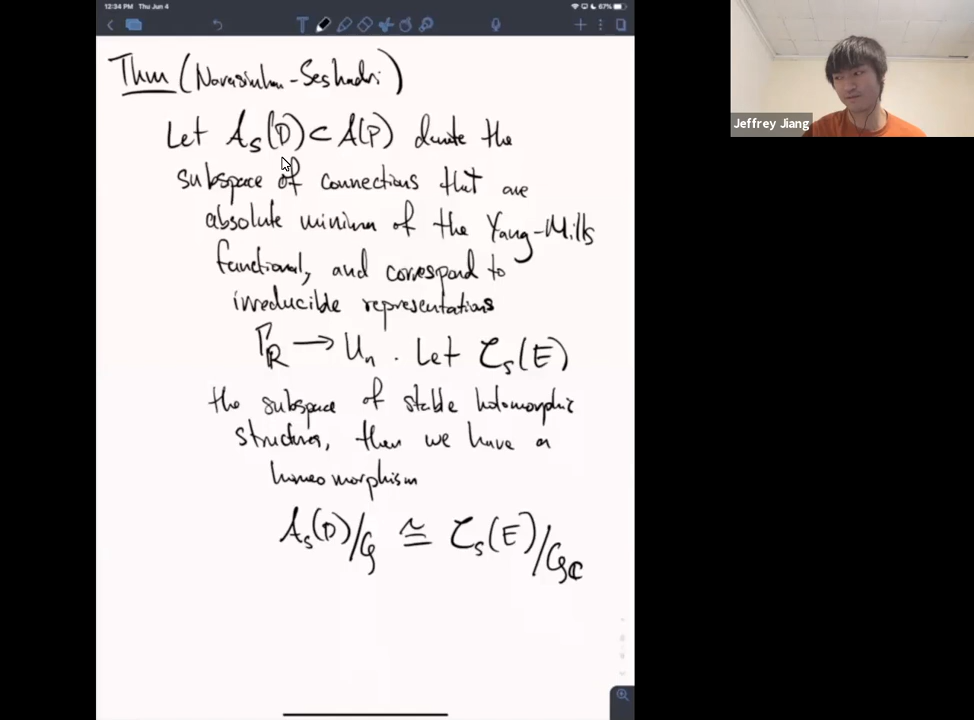 12:34 PM Thu Jun 4
67%
Thm (Narasimhan-Seshadri)
Let As(P) ⊂ A(P) denote the
subspace of connections that are
absolute minima of the Yang-Mills
functional, and correspond to
irreducible representations
Γ_R → U_n . Let C_s(E)
the subspace of stable holomorphic
structures, then we have a
homeomorphism
A_s(P)/G ≅ C_s(E)/G_C
Jeffrey Jiang